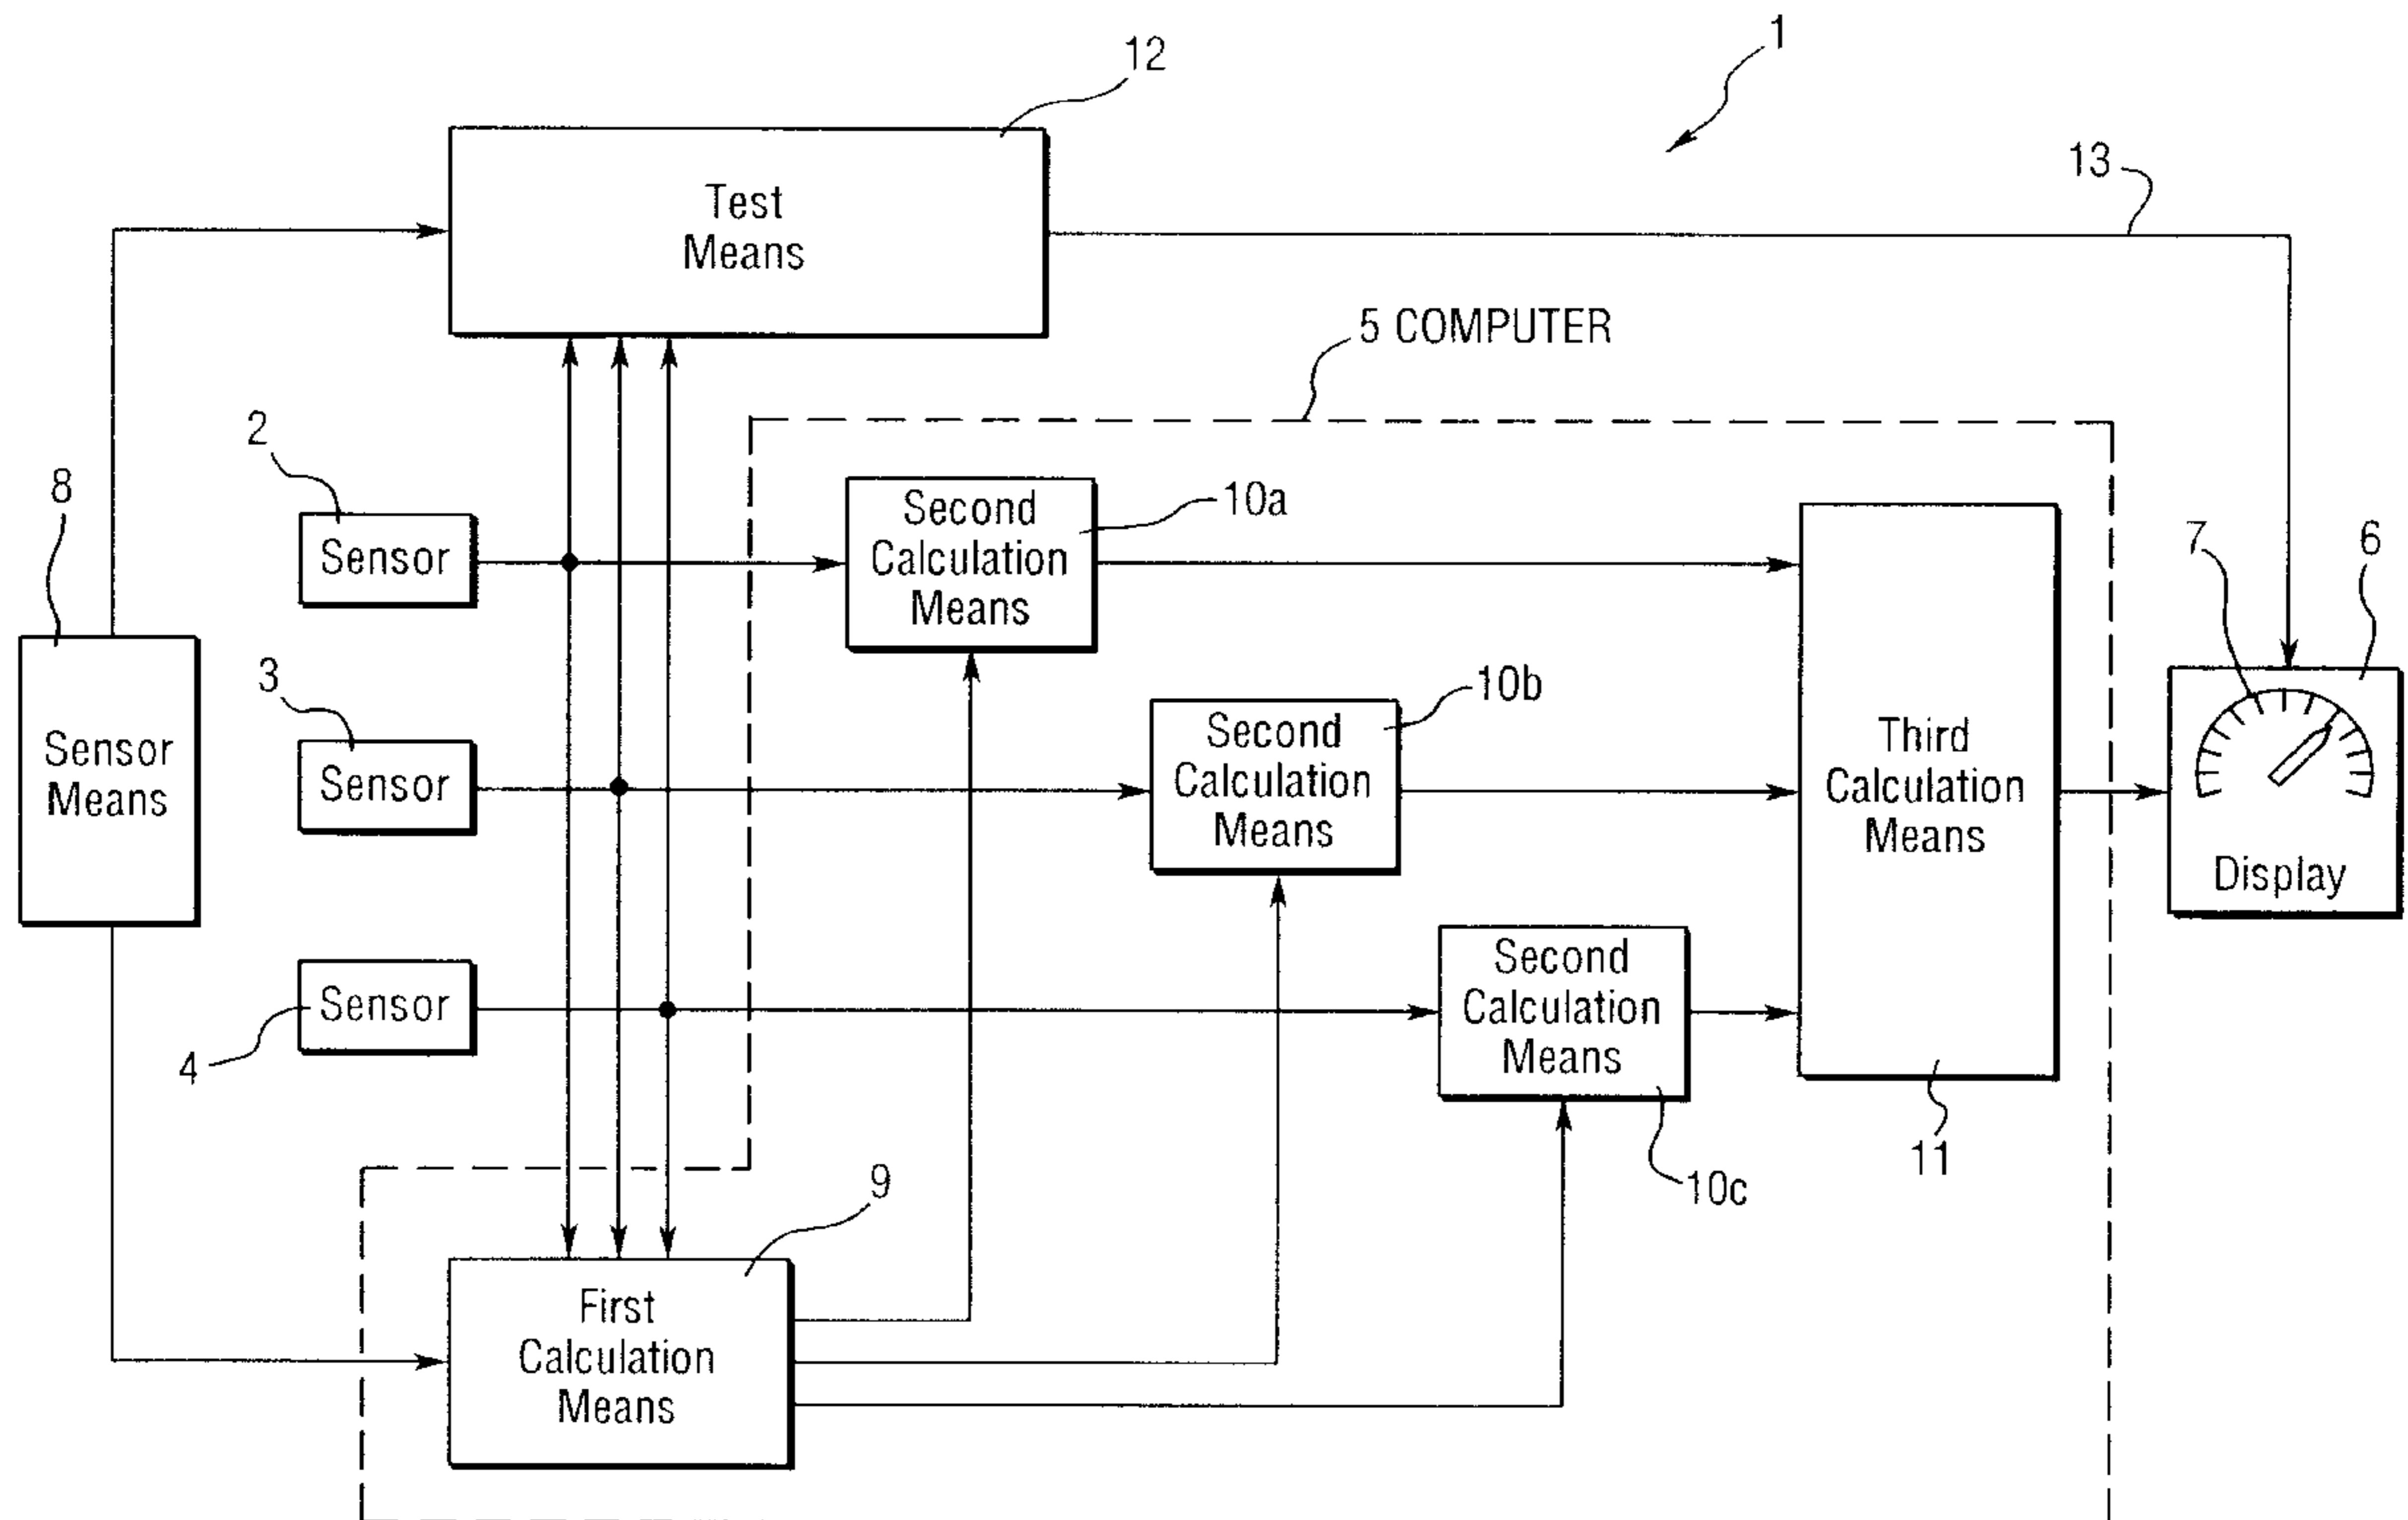 1
12
13
Test
Means
5 COMPUTER
2
Sensor
8
Sensor
Means
3
Sensor
4
Sensor
Second
Calculation
Means
10a
Second
Calculation
Means
10b
Second
Calculation
Means
10c
Third
Calculation
Means
11
7
6
Display
9
First
Calculation
Means